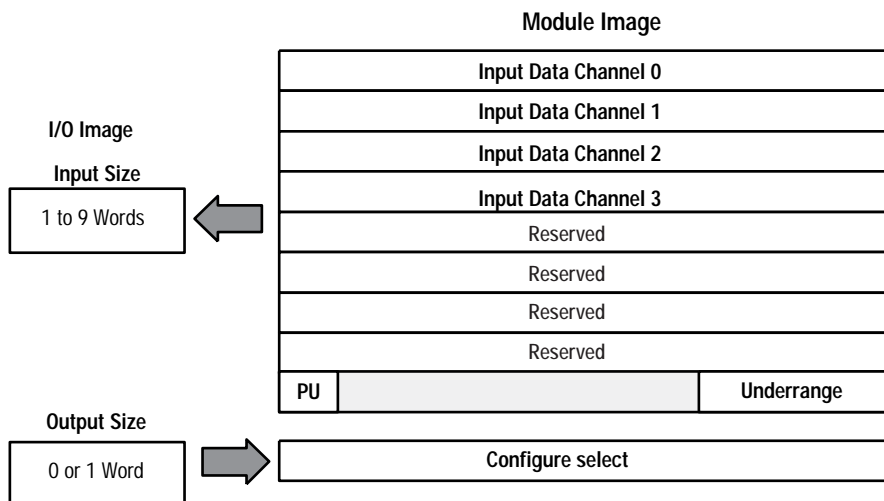 Module Image
Input Data Channel 0
Input Data Channel 1
Input Data Channel 2
Input Data Channel 3
Reserved
Reserved
Reserved
Reserved
PU Underrange
I/O Image
Input Size
1 to 9 Words
Output Size
0 or 1 Word
Configure select